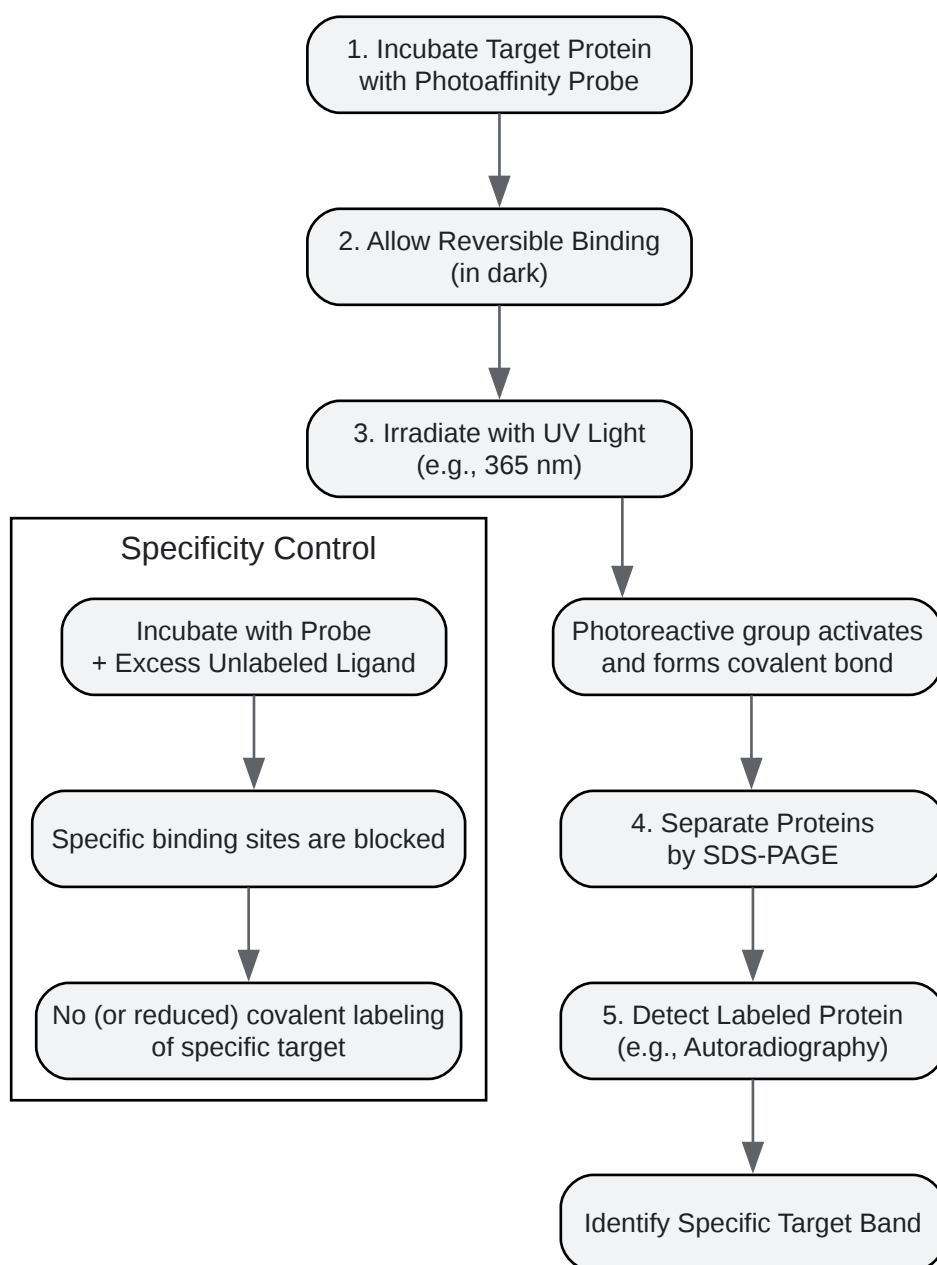 1. Incubate Target Protein
with Photoaffinity Probe
2. Allow Reversible Binding
(in dark)
3. Irradiate with UV Light
(e.g., 365 nm)
Specificity Control
Incubate with Probe
+ Excess Unlabeled Ligand
Specific binding sites are blocked
No (or reduced) covalent labeling
of specific target
Photoreactive group activates
and forms covalent bond
4. Separate Proteins
by SDS-PAGE
5. Detect Labeled Protein
(e.g., Autoradiography)
Identify Specific Target Band